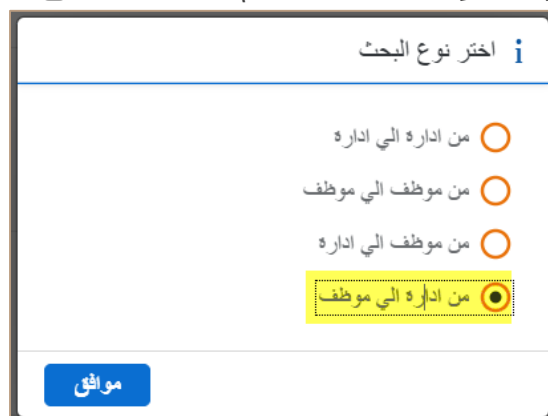 اختر نوع البحث
من اداره الي اداره
من موظف الي موظف
من موظف الي ادارة
من اداره الي موظف
موافق